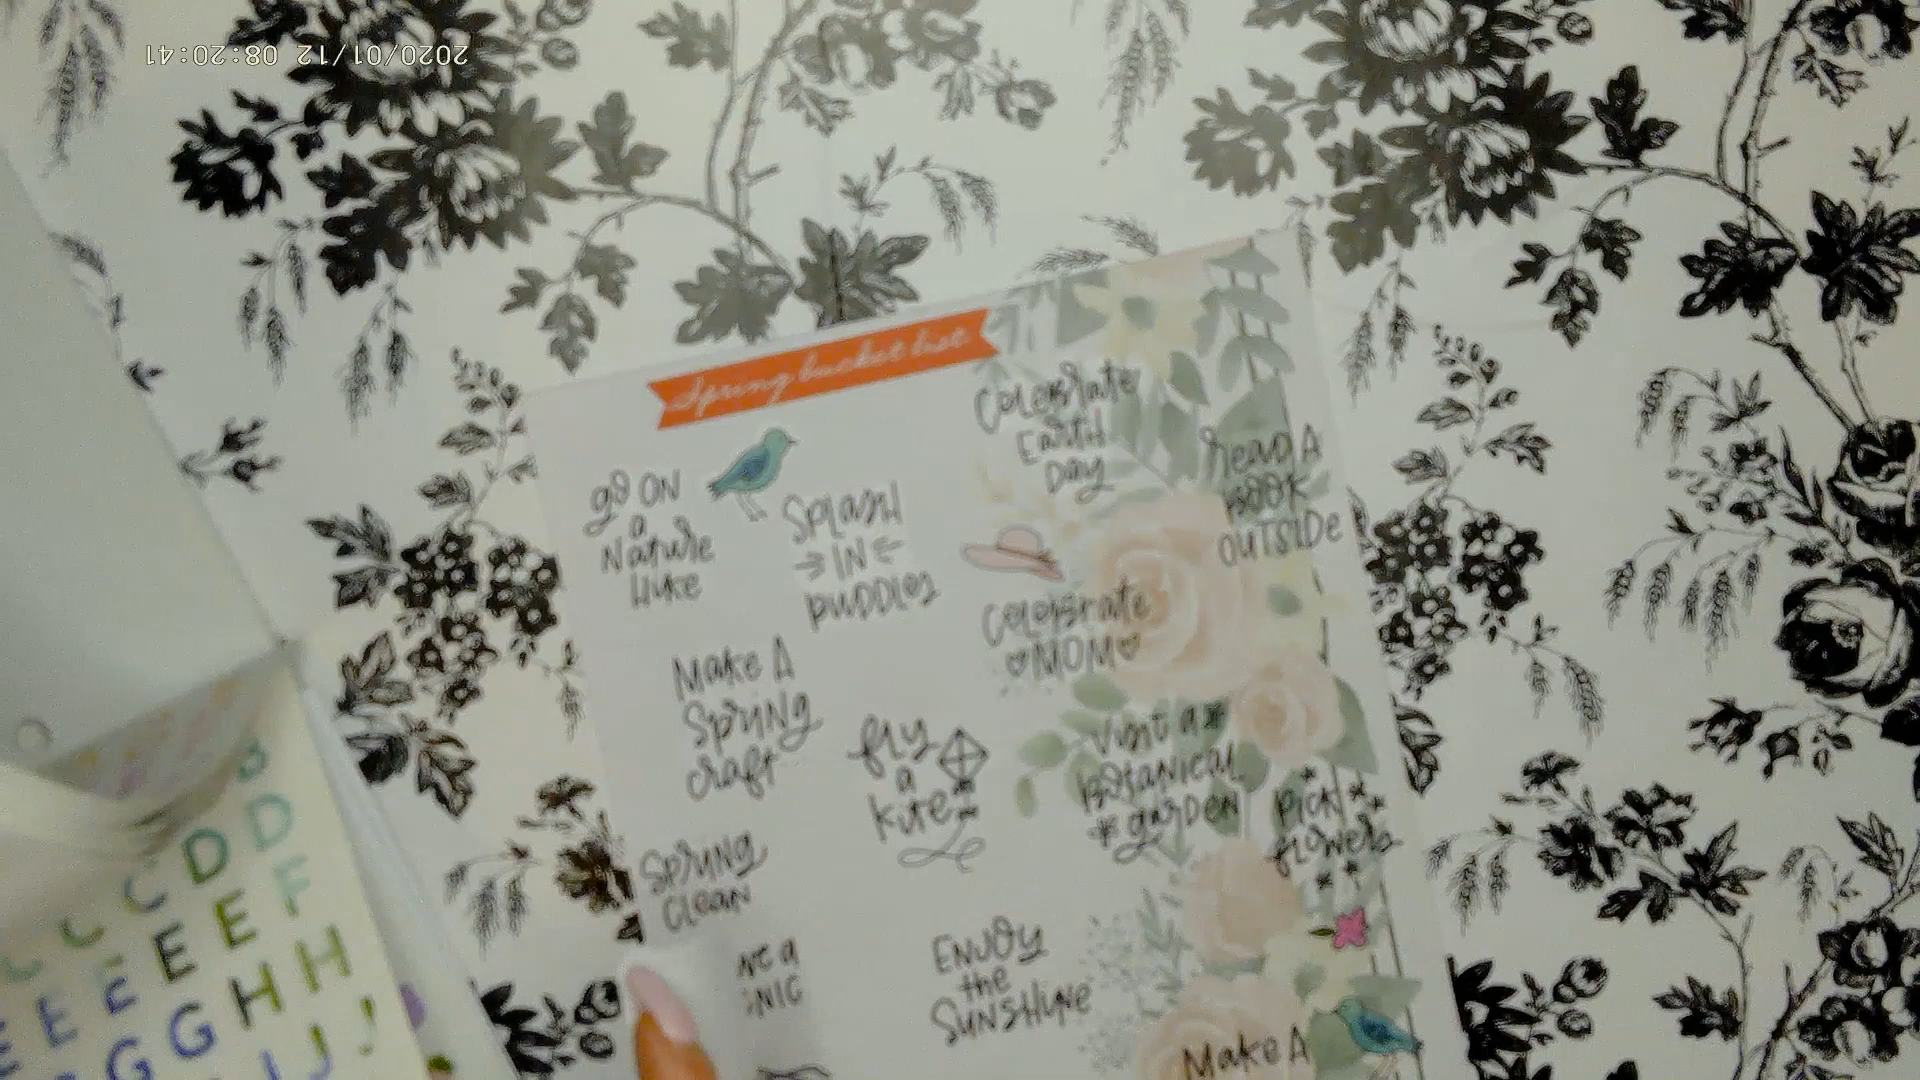 2020/01/12 08:20:41
Spring bucket list
go ON
a
Nature
Hike
SPLASH
IN
PUDDLES
Celebrate
EARTH
DAY
Read A
BOOK
OUTSIDE
Celebrate
MOM
Make A
SPRING
craft
fly
a
kite
Visit a
BOTANICAL
garden
PICK
flowers
SPRING
CLEAN
ENJOY
the
SUNSHINE
Make A
B
D D
C E F
E E H H
G G I J !